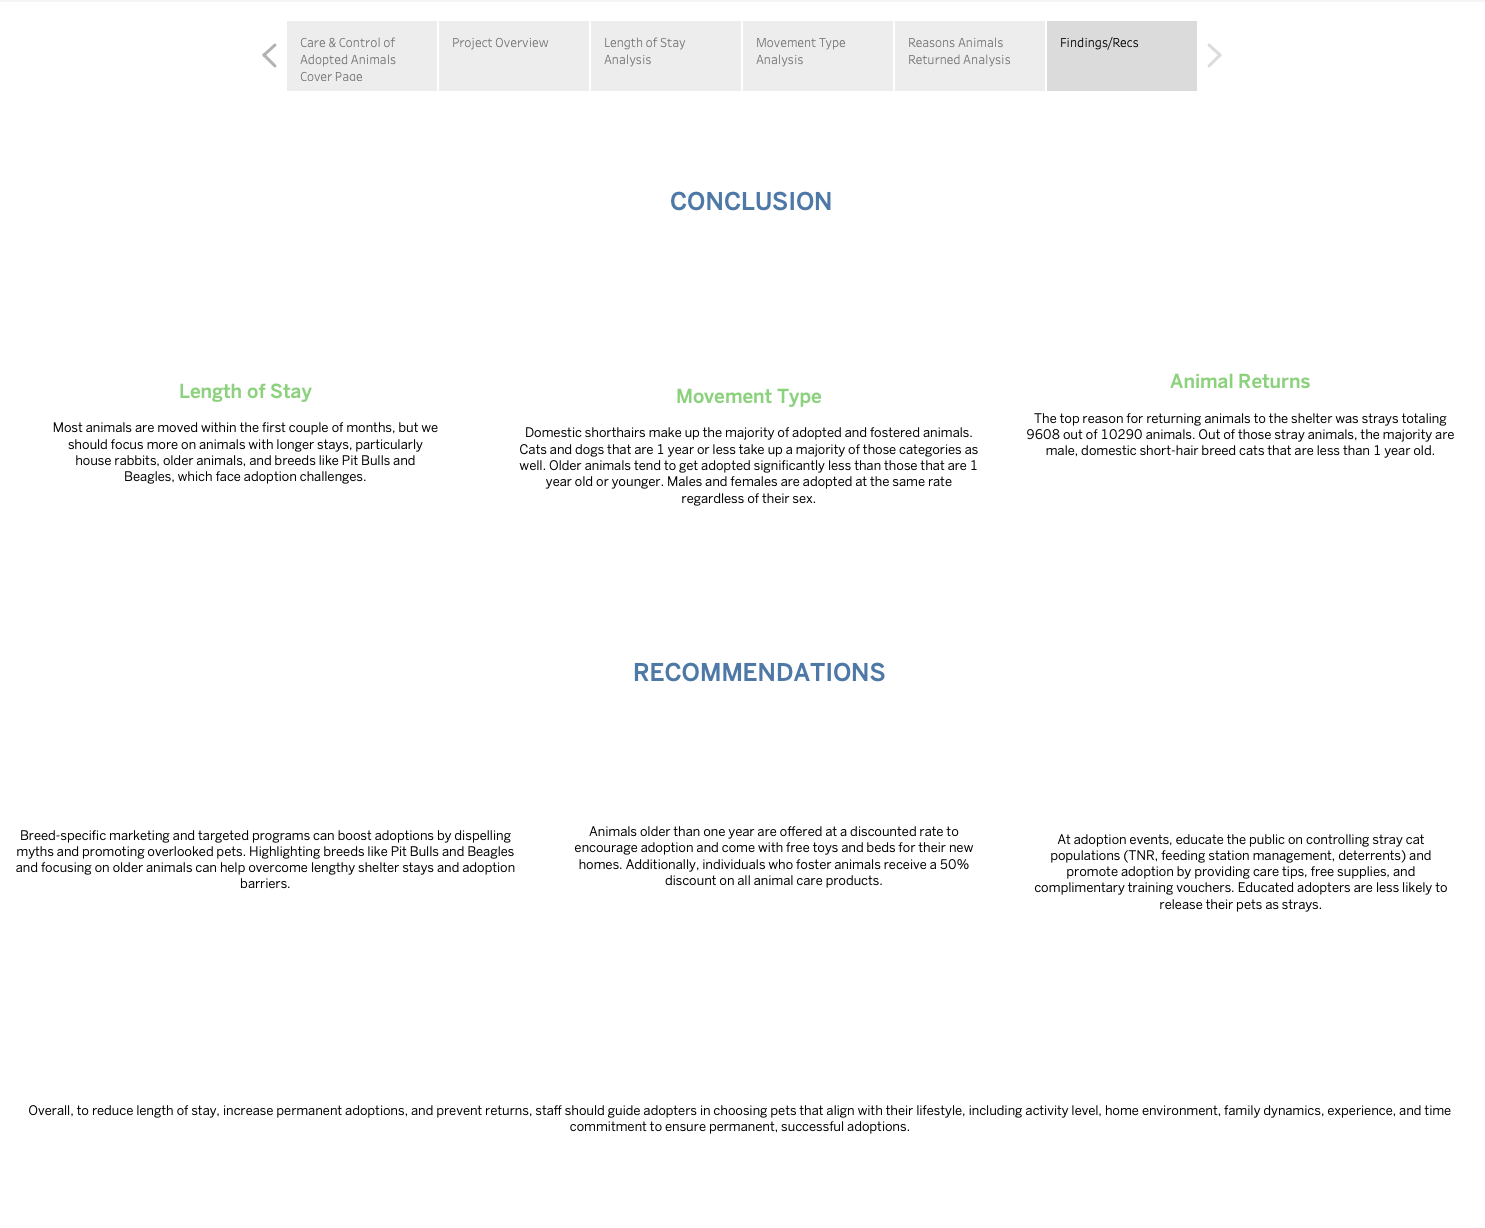 Care & Control of
Adopted Animals
Cover Page
Project Overview
Length of Stay
Analysis
Movement Type
Analysis
Reasons Animals
Returned Analysis
Findings/Recs
CONCLUSION
Length of Stay
Most animals are moved within the first couple of months, but we
should focus more on animals with longer stays, particularly
house rabbits, older animals, and breeds like Pit Bulls and
Beagles, which face adoption challenges.
Movement Type
Domestic shorthairs make up the majority of adopted and fostered animals.
Cats and dogs that are 1 year or less take up a majority of those categories as
well. Older animals tend to get adopted significantly less than those that are 1
year old or younger. Males and females are adopted at the same rate
regardless of their sex.
Animal Returns
The top reason for returning animals to the shelter was strays totaling
9608 out of 10290 animals. Out of those stray animals, the majority are
male, domestic short-hair breed cats that are less than 1 year old.
RECOMMENDATIONS
Breed-specific marketing and targeted programs can boost adoptions by dispelling
myths and promoting overlooked pets. Highlighting breeds like Pit Bulls and Beagles
and focusing on older animals can help overcome lengthy shelter stays and adoption
barriers.
Animals older than one year are offered at a discounted rate to
encourage adoption and come with free toys and beds for their new
homes. Additionally, individuals who foster animals receive a 50%
discount on all animal care products.
At adoption events, educate the public on controlling stray cat
populations (TNR, feeding station management, deterrents) and
promote adoption by providing care tips, free supplies, and
complimentary training vouchers. Educated adopters are less likely to
release their pets as strays.
Overall, to reduce length of stay, increase permanent adoptions, and prevent returns, staff should guide adopters in choosing pets that align with their lifestyle, including activity level, home environment, family dynamics, experience, and time
commitment to ensure permanent, successful adoptions.